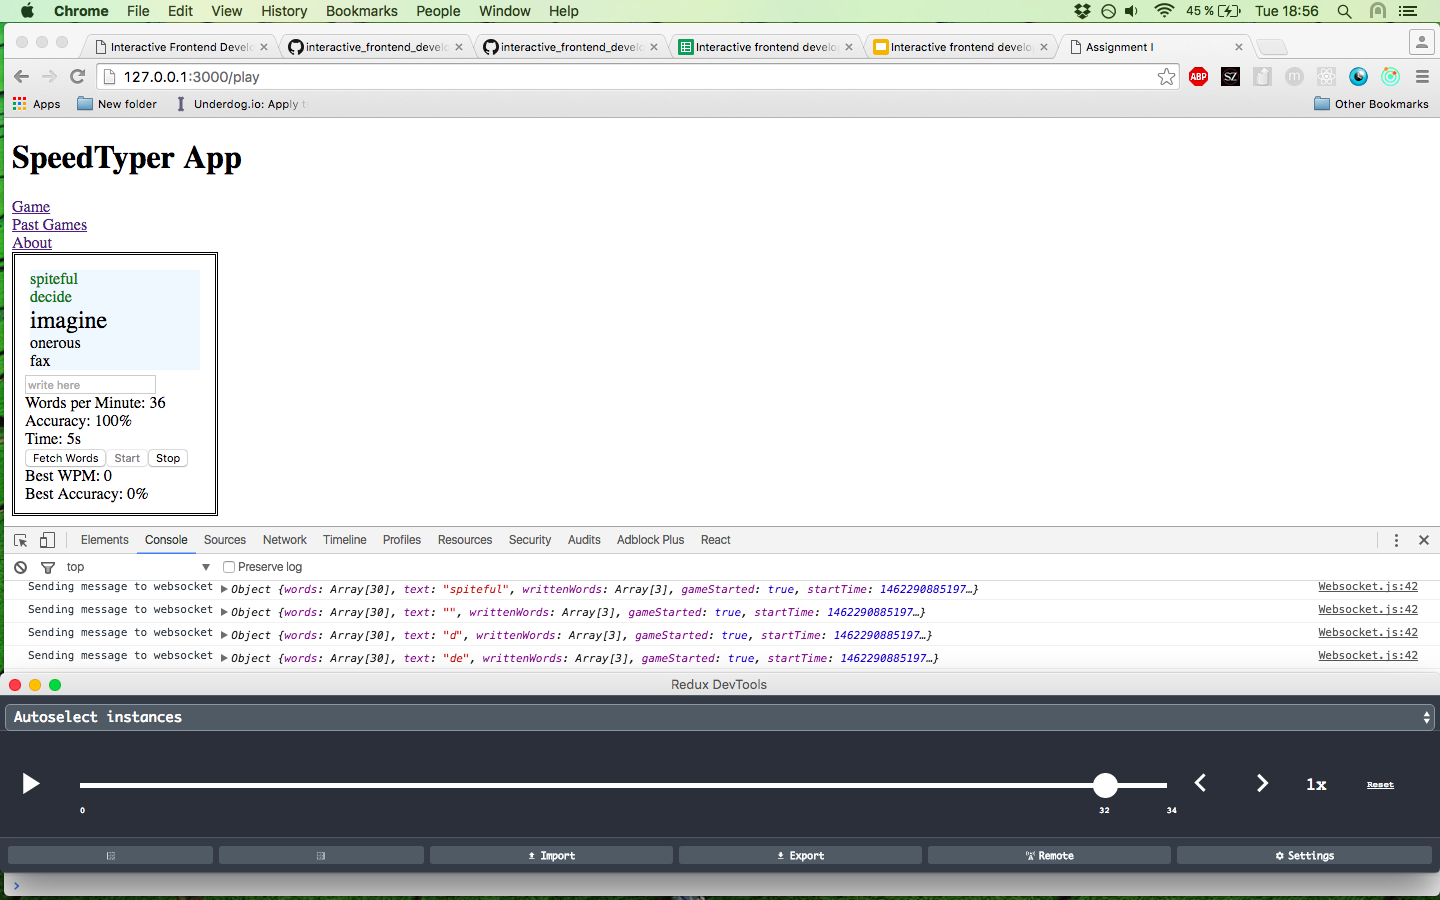 Chrome File Edit View History Bookmarks People Window Help 45 % Tue 18:56
Interactive Frontend Develo
interactive_frontend_develo
interactive_frontend_develo
Interactive frontend develo
Interactive frontend develo
Assignment I
127.0.0.1:3000/play ABP SZ m
Apps New folder Underdog.io: Apply t Other Bookmarks
SpeedTyper App
Game
Past Games
About
spiteful
decide
imagine
onerous
fax
write here
Words per Minute: 36
Accuracy: 100%
Time: 5s
Fetch Words Start Stop
Best WPM: 0
Best Accuracy: 0%
Elements Console Sources Network Timeline Profiles Resources Security Audits Adblock Plus React
top Preserve log
Sending message to websocket Object {words: Array[30], text: "spiteful", writtenWords: Array[3], gameStarted: true, startTime: 1462290885197…} Websocket.js:42
Sending message to websocket Object {words: Array[30], text: "", writtenWords: Array[3], gameStarted: true, startTime: 1462290885197…} Websocket.js:42
Sending message to websocket Object {words: Array[30], text: "d", writtenWords: Array[3], gameStarted: true, startTime: 1462290885197…} Websocket.js:42
Sending message to websocket Object {words: Array[30], text: "de", writtenWords: Array[3], gameStarted: true, startTime: 1462290885197…} Websocket.js:42
Redux DevTools
Autoselect instances
1x Reset
0 32 34
Import Export Remote Settings